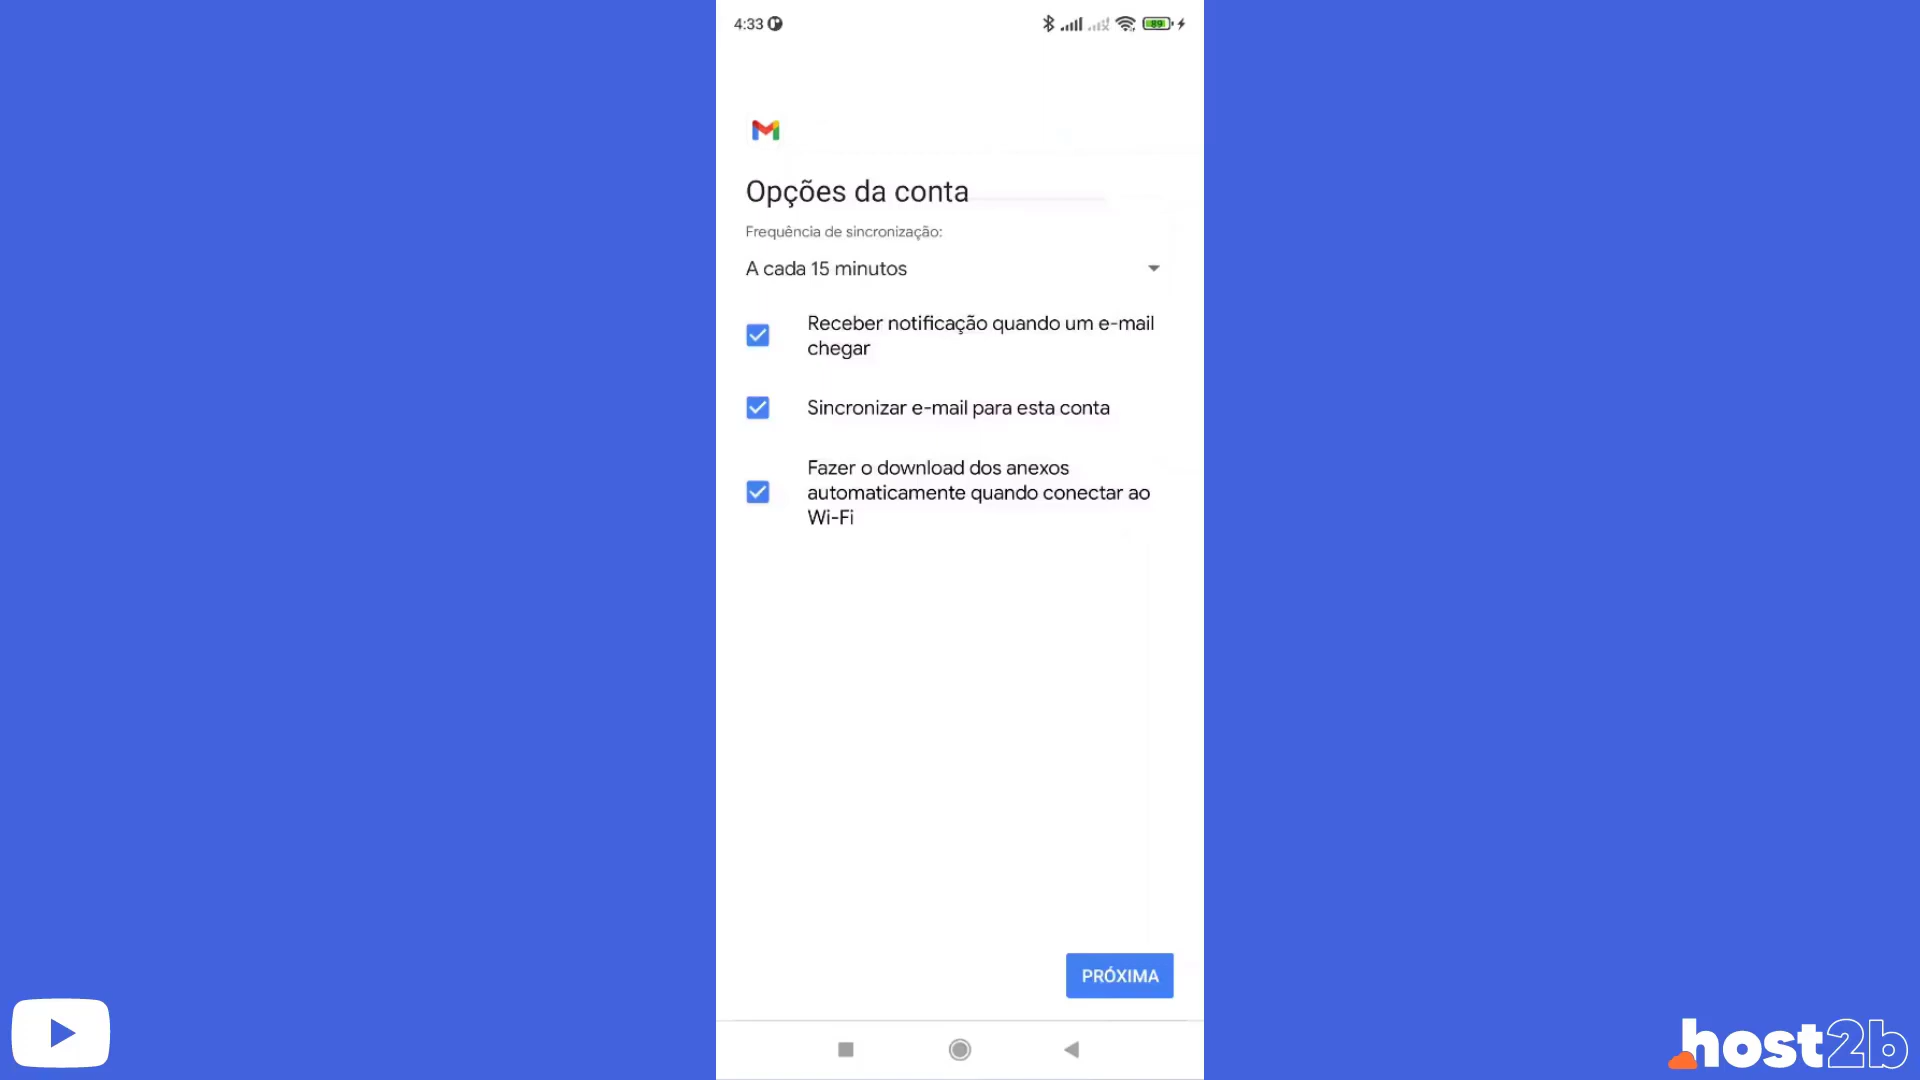 4:33
89
Opções da conta
Frequência de sincronização:
A cada 15 minutos
Receber notificação quando um e-mail
chegar
Sincronizar e-mail para esta conta
Fazer o download dos anexos
automaticamente quando conectar ao
Wi-Fi
PRÓXIMA
host2b